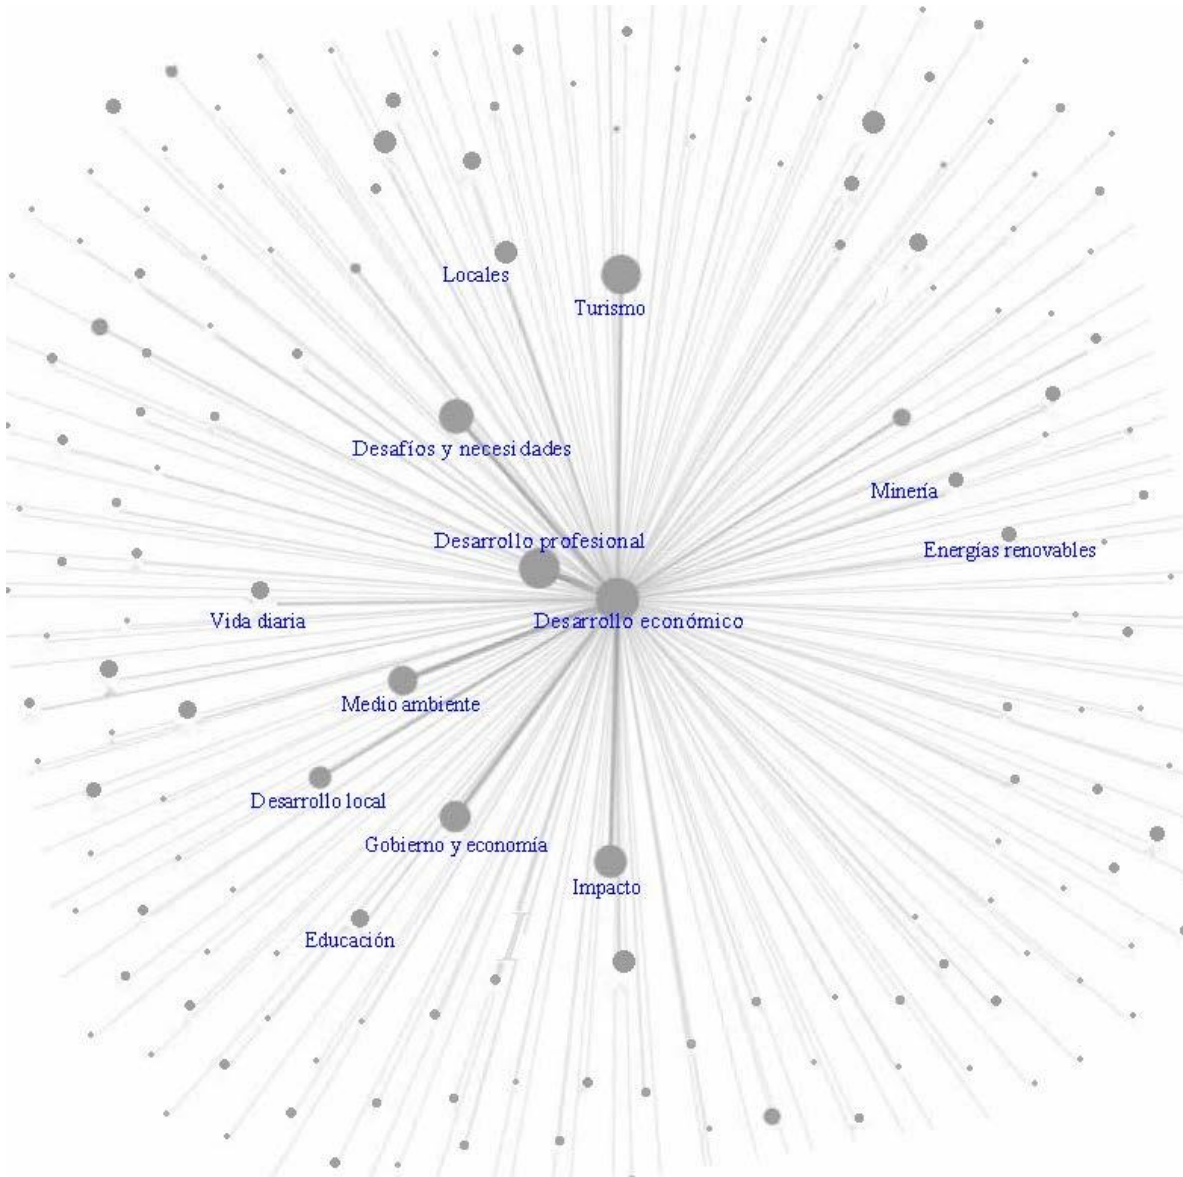 Locales
Turismo
Desafíos y necesidades
Minería
Desarrollo profesional
Energías renovables
Vida diaria
Desarrollo económico
Medio ambiente
Desarrollo local
Gobierno y economía
Impacto
Educación